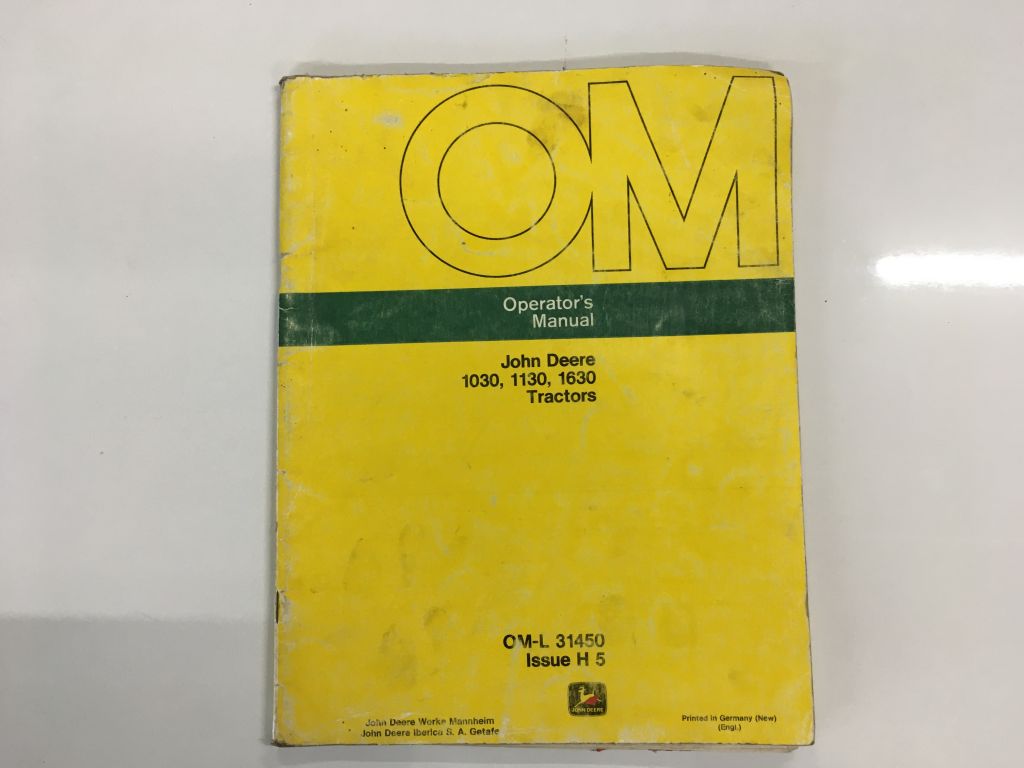 OM
Operator's
Manual
John Deere
1030, 1130, 1630
Tractors
OM-L 31450
Issue H 5
JOHN DEERE
John Deere Werke Mannheim
John Deere Iberica S. A. Getafe
Printed in Germany (New)
(Engl.)